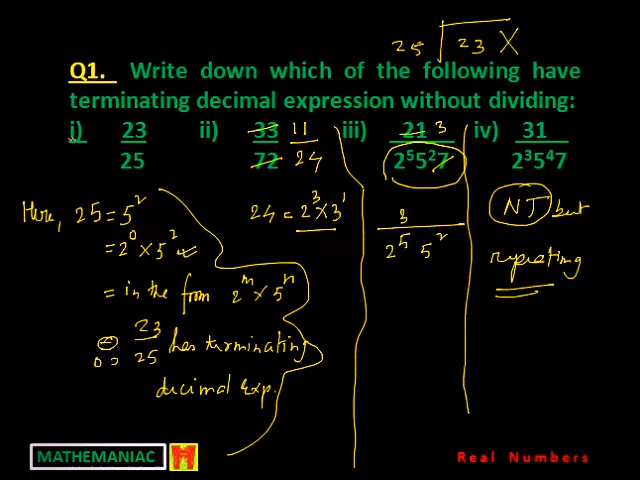 25 23 X
Q1. Write down which of the following have
terminating decimal expression without dividing:
i) 23/25 ii) 33/72 11/24 iii) 21/2⁵5²7 3 iv) 31/2³5⁴7
Here, 25 = 5²
= 2⁰ × 5²
= in the from 2ᵐ × 5ⁿ
23/25 has terminating
decimal Exp.
24 = 2³ × 3¹
3/2⁵ 5²
NT but
repeating
MATHEMANIAC M
Real Numbers